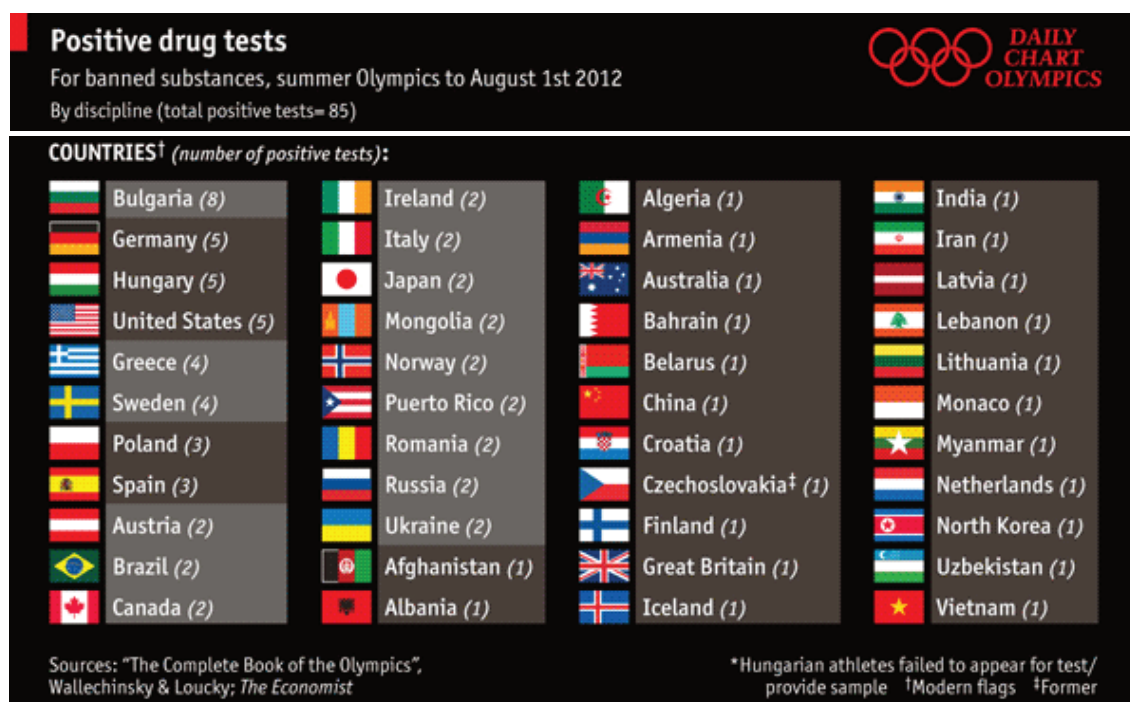 Positive drug tests
For banned substances, summer Olympics to August 1st 2012
By discipline (total positive tests= 85)
DAILY
CHART
OLYMPICS
COUNTRIES† (number of positive tests):
Bulgaria (8)
Germany (5)
Hungary (5)
United States (5)
Greece (4)
Sweden (4)
Poland (3)
Spain (3)
Austria (2)
Brazil (2)
Canada (2)
Ireland (2)
Italy (2)
Japan (2)
Mongolia (2)
Norway (2)
Puerto Rico (2)
Romania (2)
Russia (2)
Ukraine (2)
Afghanistan (1)
Albania (1)
Algeria (1)
Armenia (1)
Australia (1)
Bahrain (1)
Belarus (1)
China (1)
Croatia (1)
Czechoslovakia‡ (1)
Finland (1)
Great Britain (1)
Iceland (1)
India (1)
Iran (1)
Latvia (1)
Lebanon (1)
Lithuania (1)
Monaco (1)
Myanmar (1)
Netherlands (1)
North Korea (1)
Uzbekistan (1)
Vietnam (1)
Sources: “The Complete Book of the Olympics”,
Wallechinsky & Loucky; The Economist
*Hungarian athletes failed to appear for test/
provide sample †Modern flags ‡Former